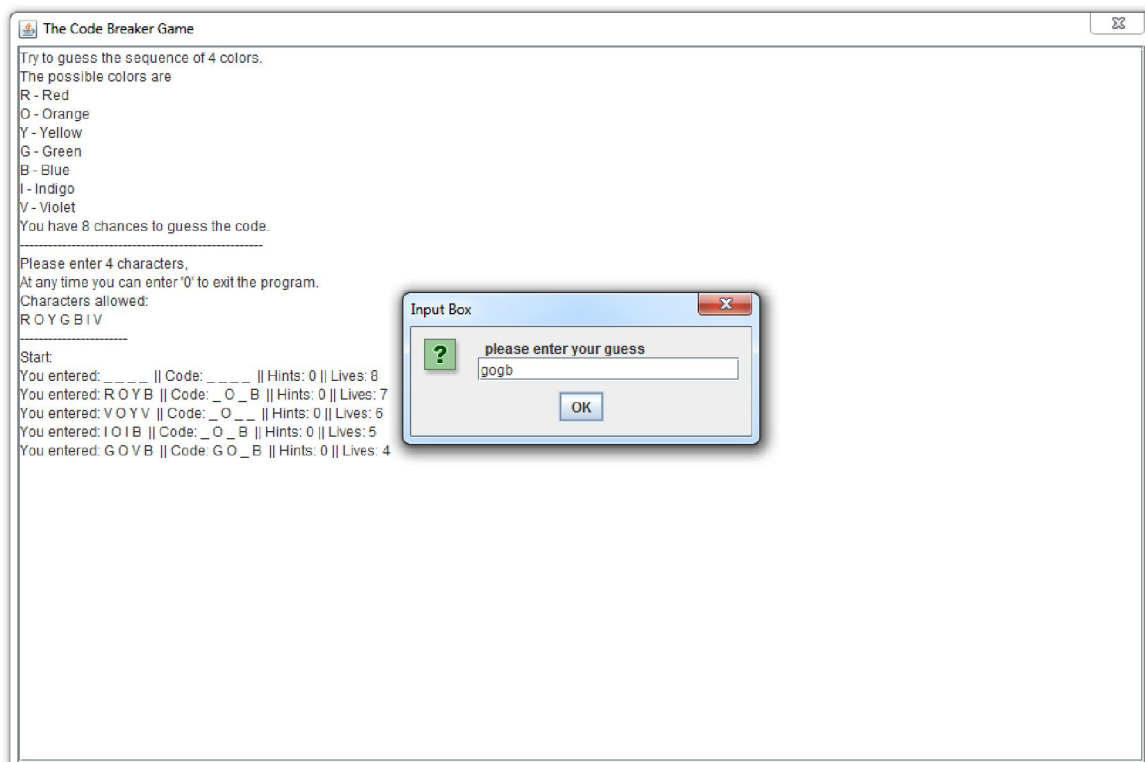 The Code Breaker Game
Try to guess the sequence of 4 colors.
The possible colors are
R - Red
O - Orange
Y - Yellow
G - Green
B - Blue
I - Indigo
V - Violet
You have 8 chances to guess the code.
------------------------------------------------------
Please enter 4 characters,
At any time you can enter '0' to exit the program.
Characters allowed:
R O Y G B I V
------------------------
Start:
You entered: _ _ _ _ || Code: _ _ _ _ || Hints: 0 || Lives: 8
You entered: R O Y B || Code: _ O _ B || Hints: 0 || Lives: 7
You entered: V O Y V || Code: _ O _ _ || Hints: 0 || Lives: 6
You entered: I O I B || Code: _ O _ B || Hints: 0 || Lives: 5
You entered: G O V B || Code: G O _ B || Hints: 0 || Lives: 4
Input Box
please enter your guess
gogb
OK